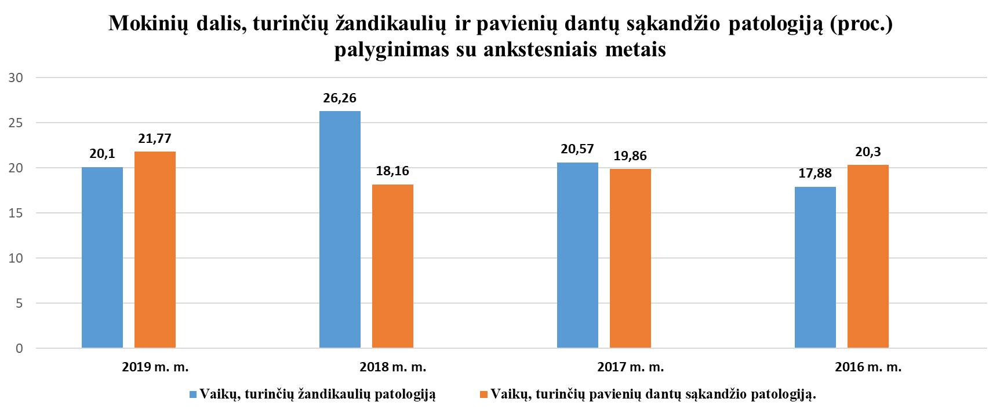 Mokinių dalis, turinčių žandikaulių ir pavienių dantų sąkandžio patologiją (proc.)
palyginimas su ankstesniais metais
30
25
20
15
10
5
0
20,1
21,77
26,26
18,16
20,57
19,86
17,88
20,3
2019 m. m.
2018 m. m.
2017 m. m.
2016 m. m.
Vaikų, turinčių žandikaulių patologiją
Vaikų, turinčių pavienių dantų sąkandžio patologiją.